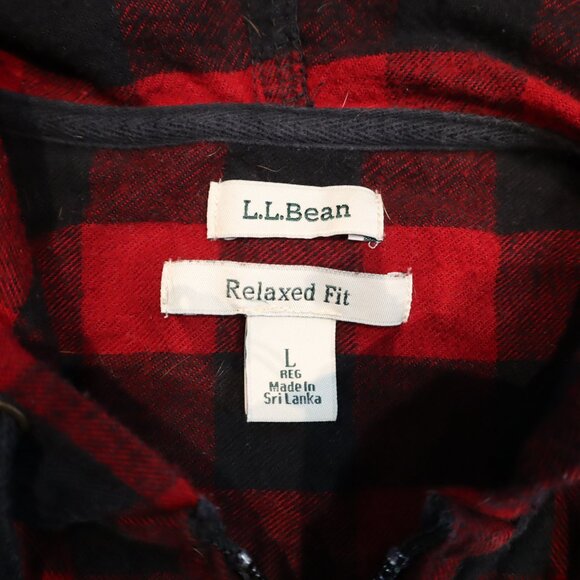 L.L.Bean
Relaxed Fit
L
REG
Made In
Sri Lanka